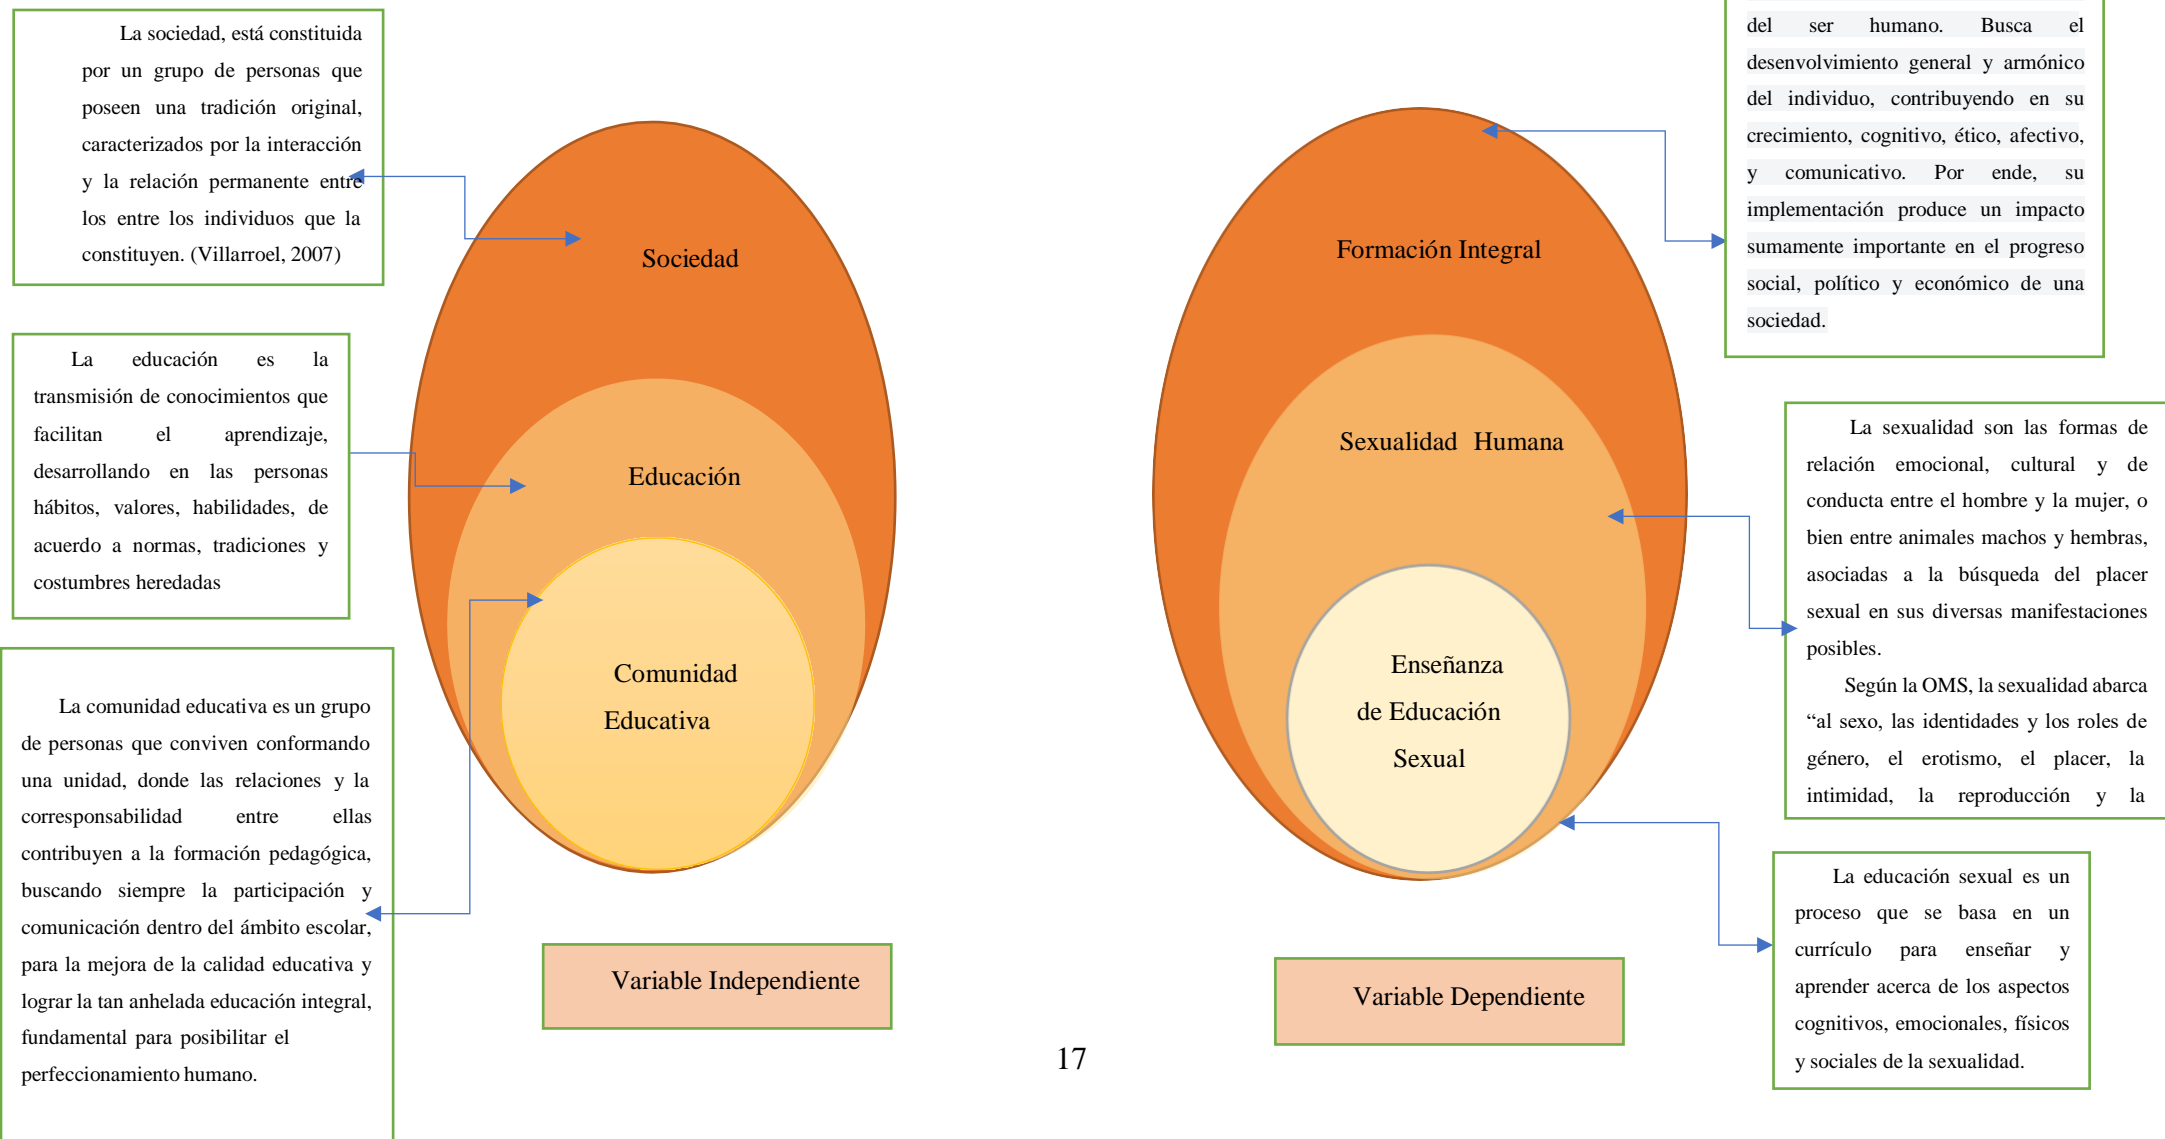 La sociedad, está constituida
por un grupo de personas que
poseen una tradición original,
caracterizados por la interacción
y la relación permanente entre
los entre los individuos que la
constituyen. (Villarroel, 2007)
La educación es la
transmisión de conocimientos que
facilitan el aprendizaje,
desarrollando en las personas
hábitos, valores, habilidades, de
acuerdo a normas, tradiciones y
costumbres heredadas
La comunidad educativa es un grupo
de personas que conviven conformando
una unidad, donde las relaciones y la
corresponsabilidad entre ellas
contribuyen a la formación pedagógica,
buscando siempre la participación y
comunicación dentro del ámbito escolar,
para la mejora de la calidad educativa y
lograr la tan anhelada educación integral,
fundamental para posibilitar el
perfeccionamiento humano.
Sociedad
Educación
Comunidad
Educativa
Variable Independiente
Formación Integral
Sexualidad Humana
Enseñanza
de Educación
Sexual
Variable Dependiente
del ser humano. Busca el
desenvolvimiento general y armónico
del individuo, contribuyendo en su
crecimiento, cognitivo, ético, afectivo,
y comunicativo. Por ende, su
implementación produce un impacto
sumamente importante en el progreso
social, político y económico de una
sociedad.
La sexualidad son las formas de
relación emocional, cultural y de
conducta entre el hombre y la mujer, o
bien entre animales machos y hembras,
asociadas a la búsqueda del placer
sexual en sus diversas manifestaciones
posibles.
Según la OMS, la sexualidad abarca
“al sexo, las identidades y los roles de
género, el erotismo, el placer, la
intimidad, la reproducción y la
La educación sexual es un
proceso que se basa en un
currículo para enseñar y
aprender acerca de los aspectos
cognitivos, emocionales, físicos
y sociales de la sexualidad.
17